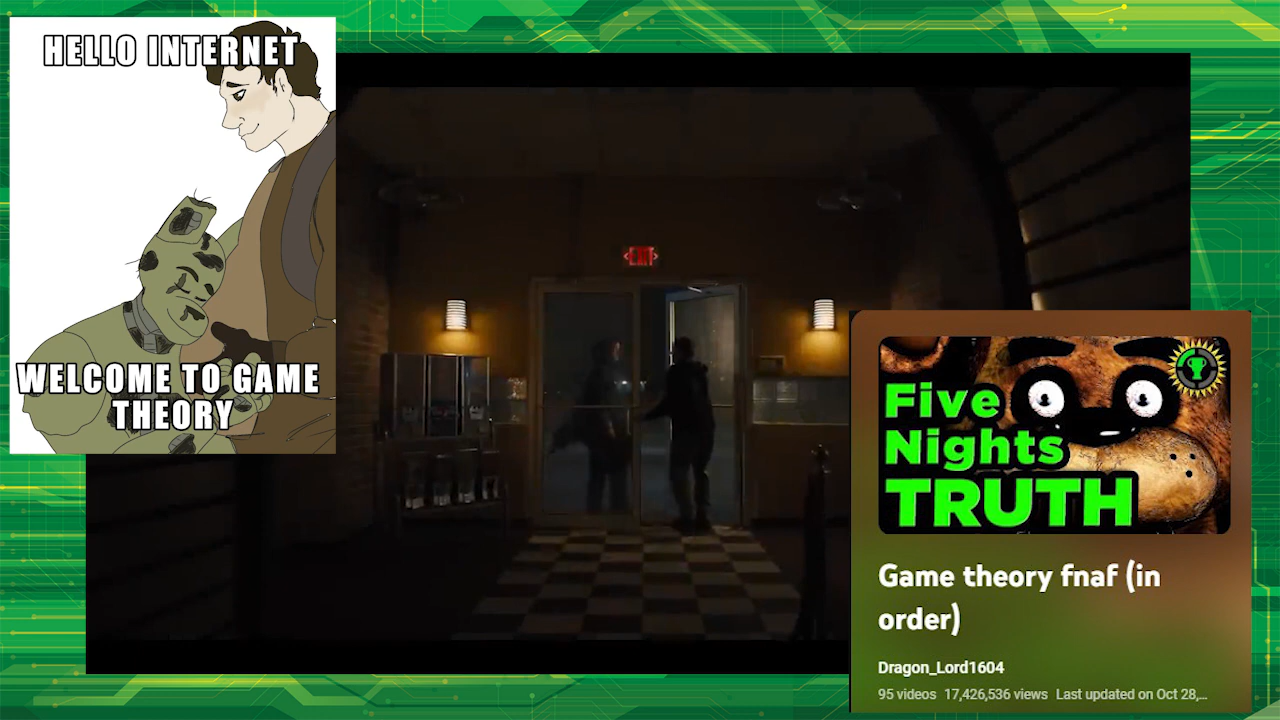 HELLO INTERNET
WELCOME TO GAME
THEORY
EXIT
Five
Nights
TRUTH
Game theory fnaf (in
order)
Dragon_Lord1604
95 videos 17,426,536 views Last updated on Oct 28,...